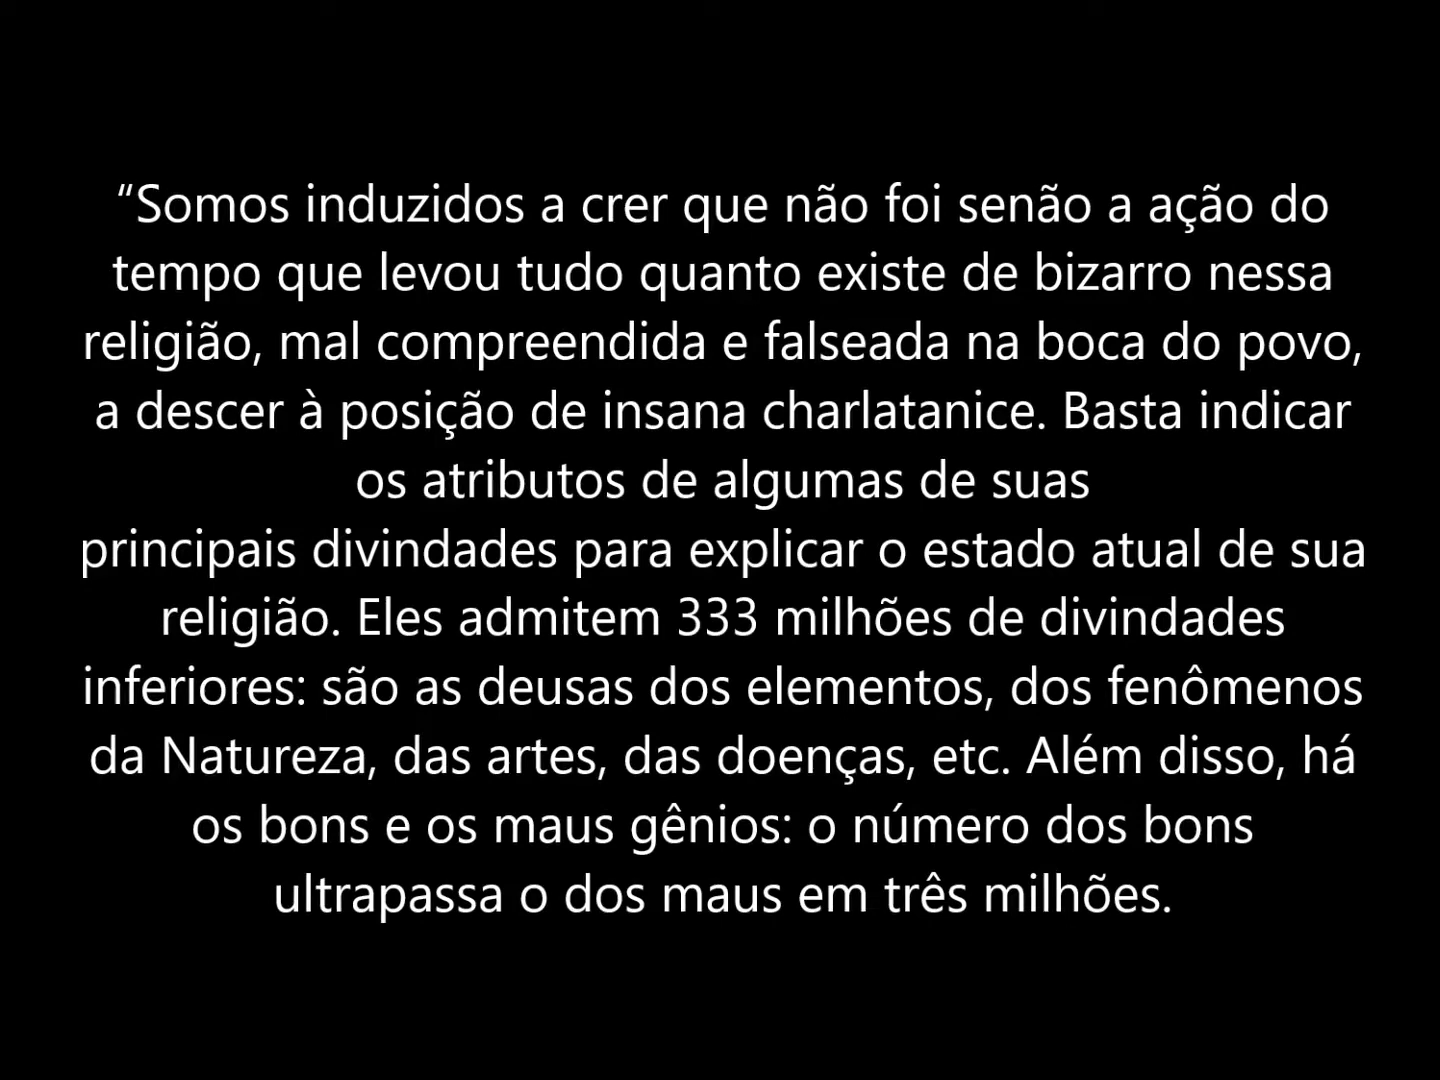 “Somos induzidos a crer que não foi senão a ação do
tempo que levou tudo quanto existe de bizarro nessa
religião, mal compreendida e falseada na boca do povo,
a descer à posição de insana charlatanice. Basta indicar
os atributos de algumas de suas
principais divindades para explicar o estado atual de sua
religião. Eles admitem 333 milhões de divindades
inferiores: são as deusas dos elementos, dos fenômenos
da Natureza, das artes, das doenças, etc. Além disso, há
os bons e os maus gênios: o número dos bons
ultrapassa o dos maus em três milhões.